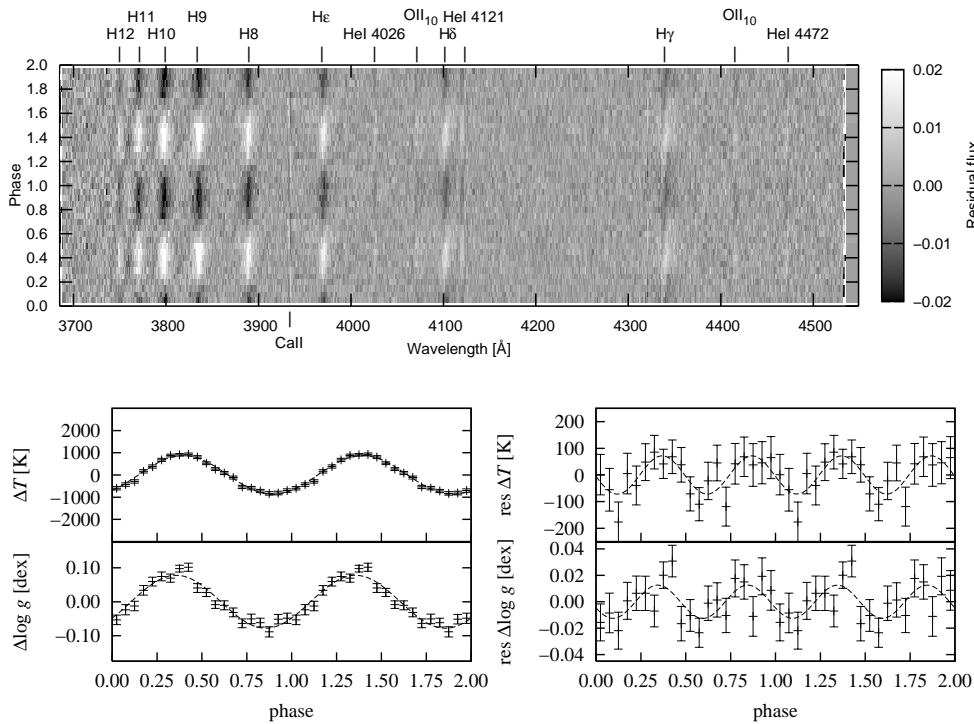 H11 H9 OII10 HeI 4121 OII10
H12 H10 H8 Hε HeI 4026 Hδ Hγ HeI 4472
2.0
1.8
1.6
1.4
1.2
1.0
0.8
0.6
0.4
0.2
0.0
Phase
3700 3800 3900 4000 4100 4200 4300 4400 4500
CaII
Wavelength [Å]
0.02
0.01
0.00
−0.01
−0.02
Residual flux
2000
1000
0
−1000
−2000
ΔT [K]
0.10
0.00
−0.10
Δlog g [dex]
0.00 0.25 0.50 0.75 1.00 1.25 1.50 1.75 2.00
phase
200
100
0
−100
−200
res ΔT [K]
0.04
0.02
0.00
−0.02
−0.04
res Δlog g [dex]
0.00 0.25 0.50 0.75 1.00 1.25 1.50 1.75 2.00
phase